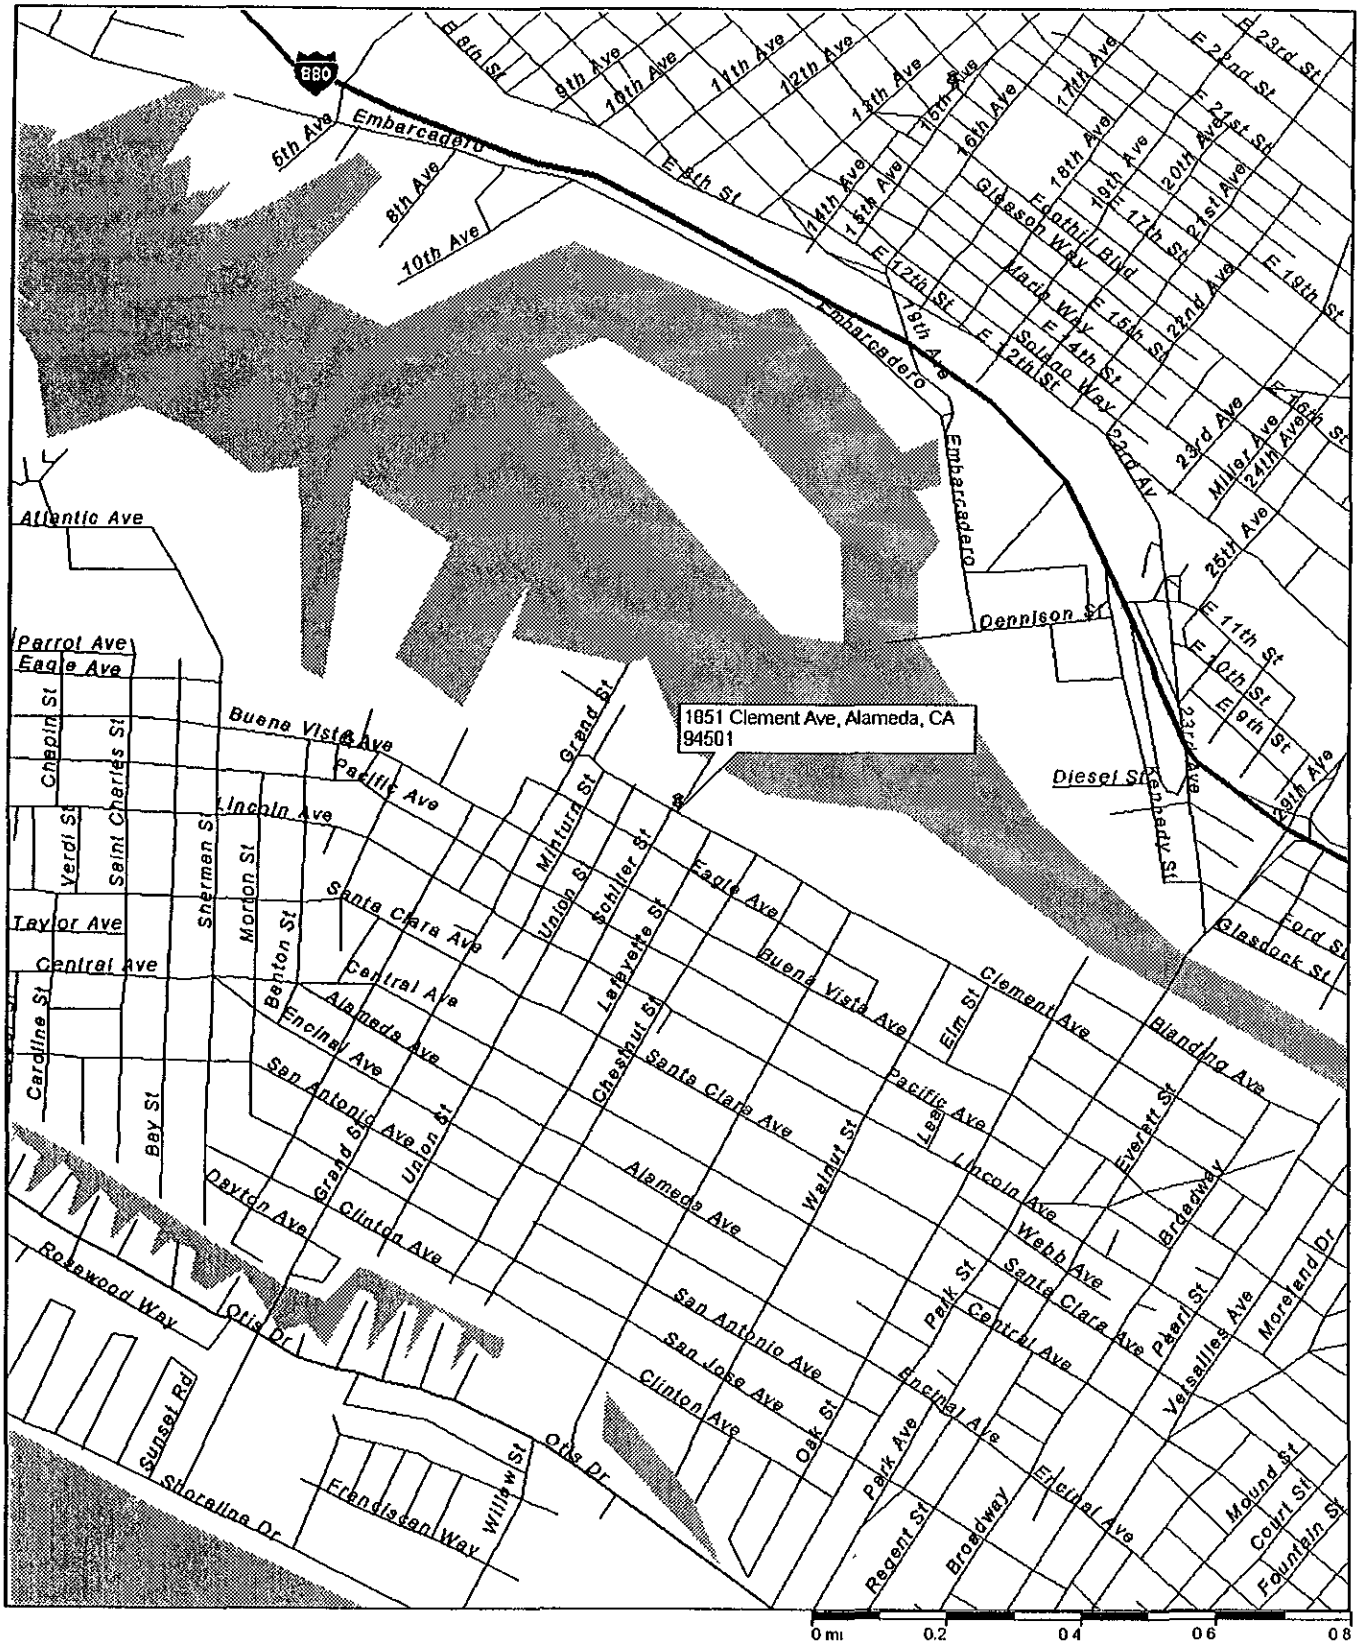 E 8th St
9th Ave
10th Ave
11th Ave
12th Ave
13th Ave
15th Ave
16th Ave
17th Ave
E 22nd St
E 23rd St
880
5th Ave
Embarcadero
8th Ave
10th Ave
E 8th St
14th Ave
15th Ave
18th Ave
19th Ave
20th Ave
E 21st St
21st Ave
E 17th St
Foothill Blvd
Gleason Way
E 19th St
22nd Ave
Marin Way
E 15th St
E 14th St
Solano Way
E 12th St
E 12th St
19th Ave
Embarcadero
23rd Av
23rd Ave
Miller Ave
24th Ave
E 16th St
25th Ave
Embarcadero
Atlantic Ave
Dennison St
E 11th St
E 10th St
E 9th St
Parrot Ave
Eagle Ave
Chapin St
Saint Charles St
Buena Vista Ave
Pacific Ave
Grand St
1851 Clement Ave, Alameda, CA
94501
23rd Ave
Diesel St
Kennedy St
29th Ave
Lincoln Ave
Verdi St
Sherman St
Morton St
Minturn St
Union St
Schiller St
Eagle Ave
Santa Clara Ave
Taylor Ave
Central Ave
Benton St
Lafayette St
Ford St
Glascock St
Central Ave
Buena Vista Ave
Clement Ave
Elm St
Blanding Ave
Caroline St
Alameda Ave
Encinal Ave
Chestnut St
Santa Clara Ave
Pacific Ave
Lea
Everett St
San Antonio Ave
Bay St
Union St
Grand St
Walnut St
Lincoln Ave
Broadway
Dayton Ave
Clinton Ave
Alameda Ave
Webb Ave
Santa Clara Ave
Moreland Dr
Rosewood Way
Otis Dr
Park St
Central Ave
Pearl St
Versailles Ave
San Antonio Ave
San Jose Ave
Clinton Ave
Encinal Ave
Sunset Rd
Oak St
Park Ave
Otis Dr
Willow St
Shoreline Dr
Franciscan Way
Encinal Ave
Regent St
Broadway
Mound St
Court St
Fountain St
0 mi 0.2 0 4 0 6 0 8